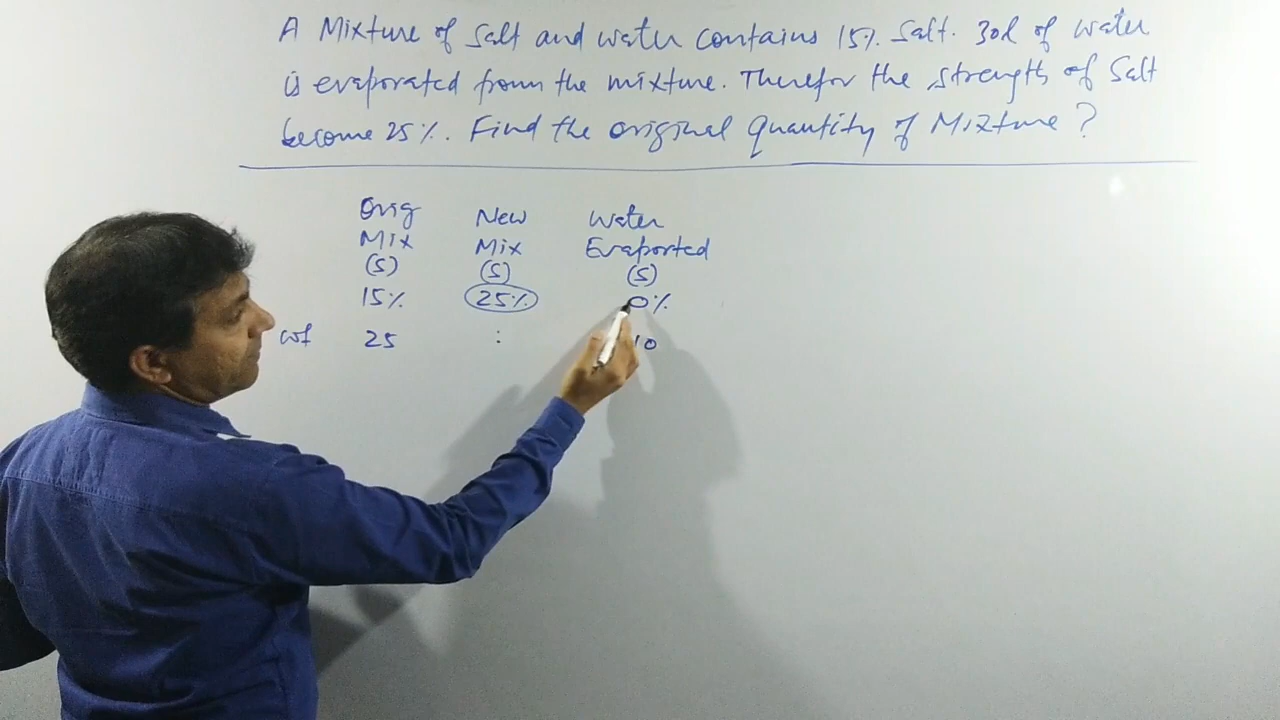 A Mixture of Salt and water contains 15%. Salt. 30l of water
is evaporated from the mixture. Therefor the strength of Salt
become 25%. Find the original Quantity of Mixture ?
Orig New Water
Mix Mix Evaported
(S) (S) (S)
15% 25% 0%
wt 25 : 10